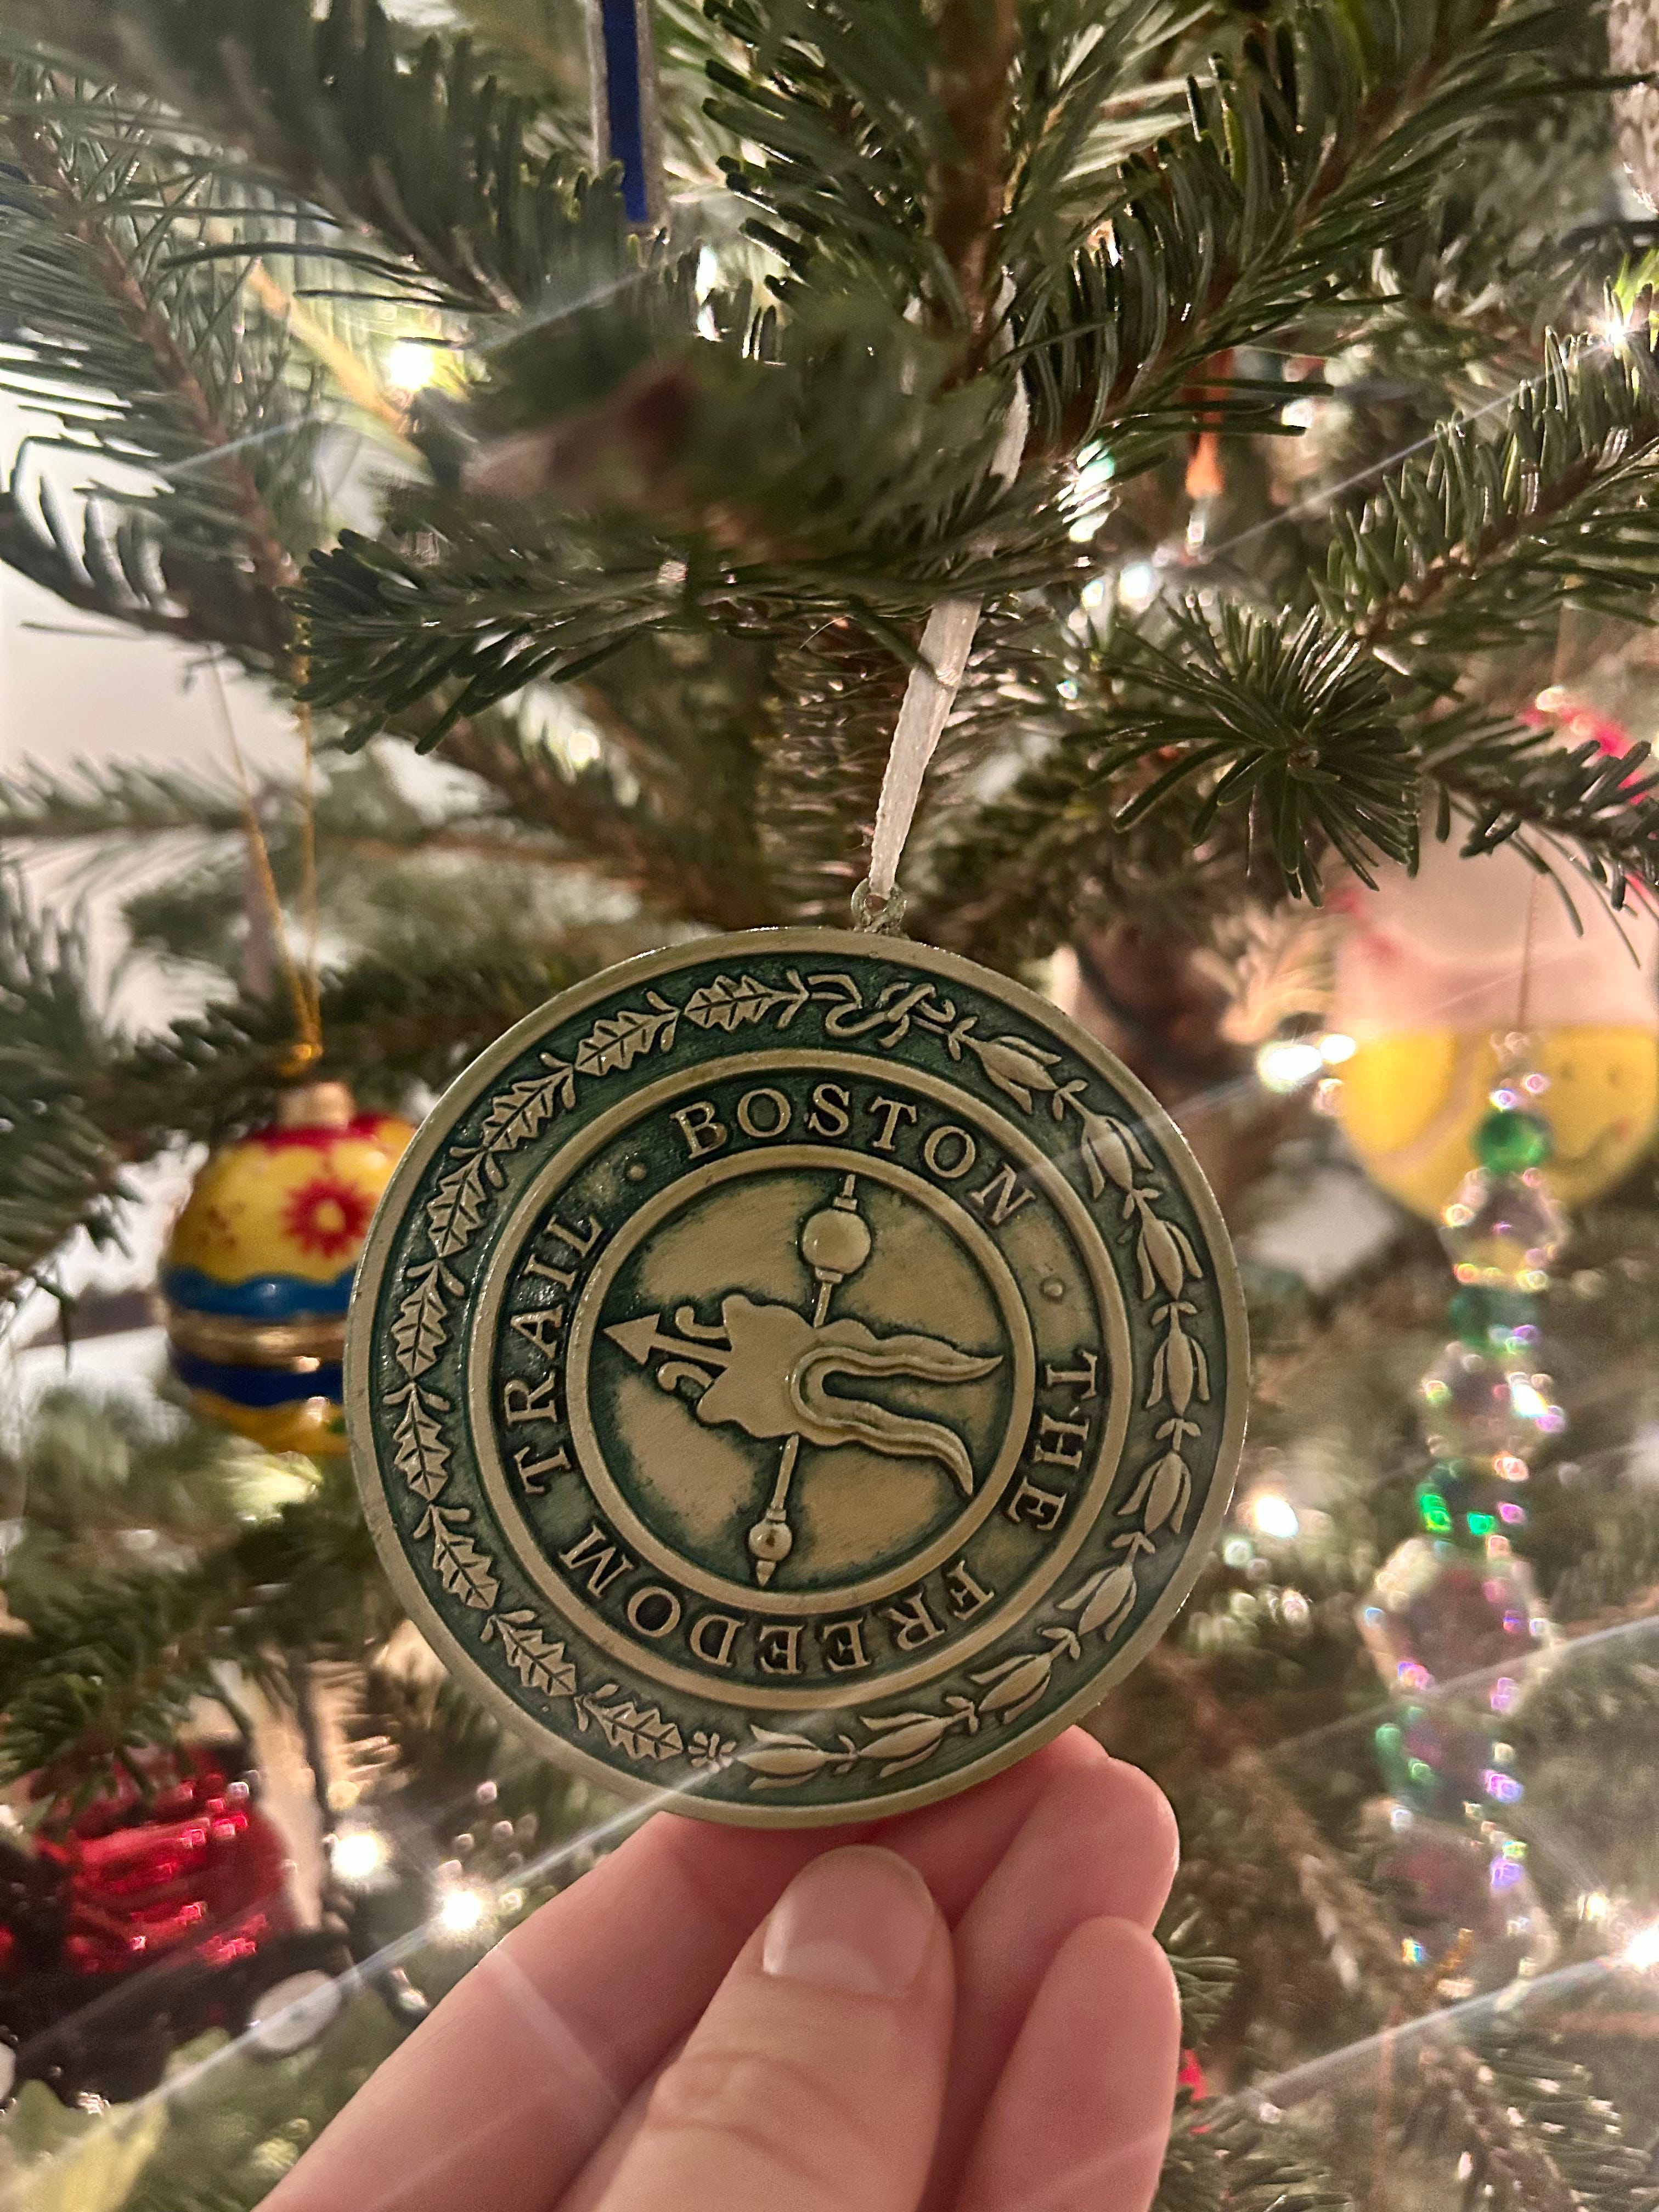 BOSTON · THE FREEDOM TRAIL ·